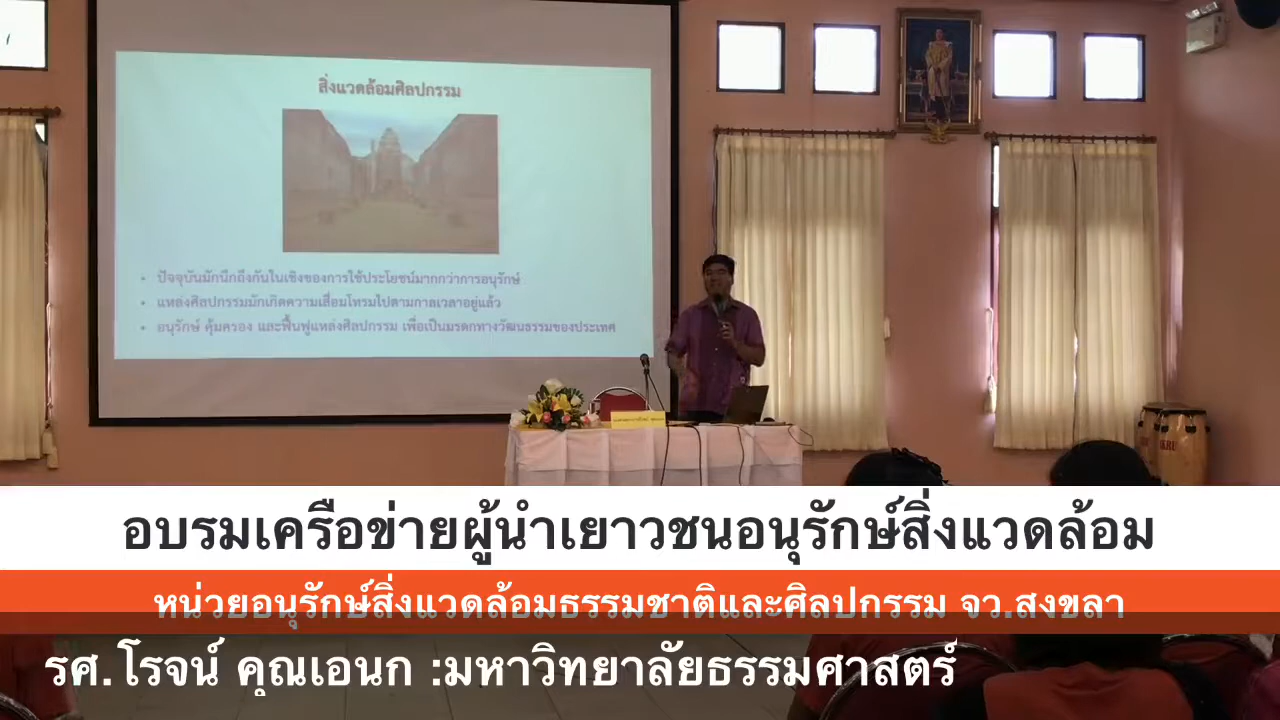 สิ่งแวดล้อมศิลปกรรม
• ปัจจุบันมักนึกถึงกันในเชิงของการใช้ประโยชน์มากกว่าการอนุรักษ์
• แหล่งศิลปกรรมมักเกิดความเสื่อมโทรมไปตามกาลเวลาอยู่แล้ว
• อนุรักษ์ คุ้มครอง และฟื้นฟูแหล่งศิลปกรรม เพื่อเป็นมรดกทางวัฒนธรรมของประเทศ
อบรมเครือข่ายผู้นำเยาวชนอนุรักษ์สิ่งแวดล้อม
หน่วยอนุรักษ์สิ่งแวดล้อมธรรมชาติและศิลปกรรม จว.สงขลา
รศ.โรจน์ คุณเอนก :มหาวิทยาลัยธรรมศาสตร์